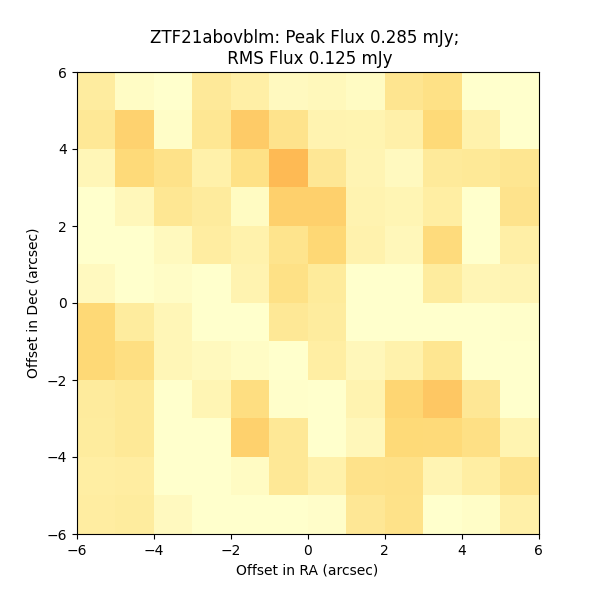 ZTF21abovblm: Peak Flux 0.285 mJy;
RMS Flux 0.125 mJy
6
4
2
0
−2
−4
−6
Offset in Dec (arcsec)
−6 −4 −2 0 2 4 6
Offset in RA (arcsec)